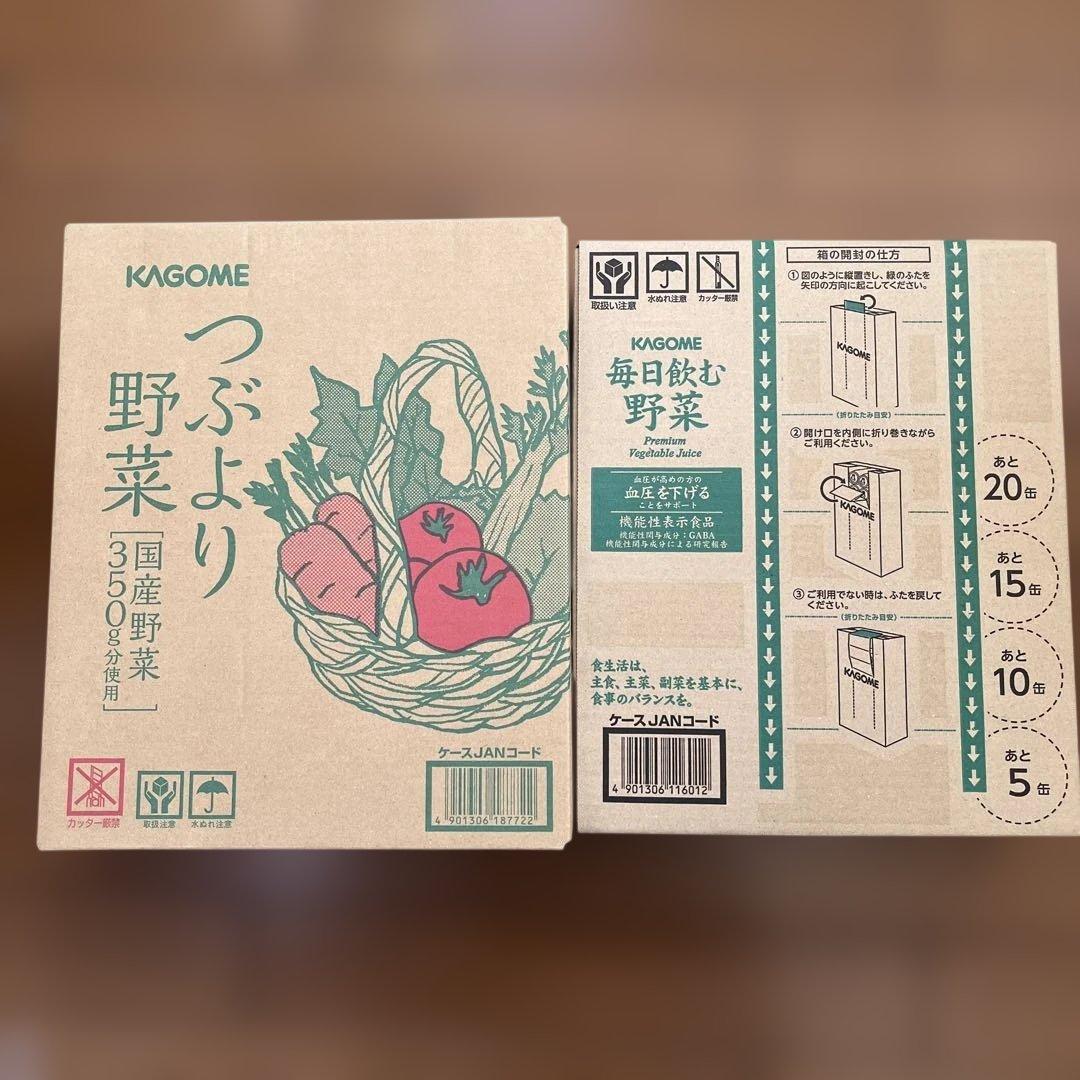 KAGOME
つぶより
野菜
国産野菜
350g分使用
カッター厳禁
取扱注意
水ぬれ注意
ケースJANコード
4 901306 187722
取扱い注意
水ぬれ注意
カッター厳禁
KAGOME
毎日飲む
野菜
Premium
Vegetable Juice
血圧が高めの方の
血圧を下げる
ことをサポート
機能性表示食品
機能性関与成分:GABA
機能性関与成分による研究報告
食生活は、
主食、主菜、副菜を基本に、
食事のバランスを。
ケースJANコード
4 901306 116012
箱の開封の仕方
①図のように縦置きし、緑のふたを
矢印の方向に起こしてください。
KAGOME
(折りたたみ目安)
②開け口を内側に折り巻きながら
ご利用ください。
KAGOME
③ご利用でない時は、ふたを戻して
ください。
(折りたたみ目安)
KAGOME
あと
20缶
あと
15缶
あと
10缶
あと
5缶